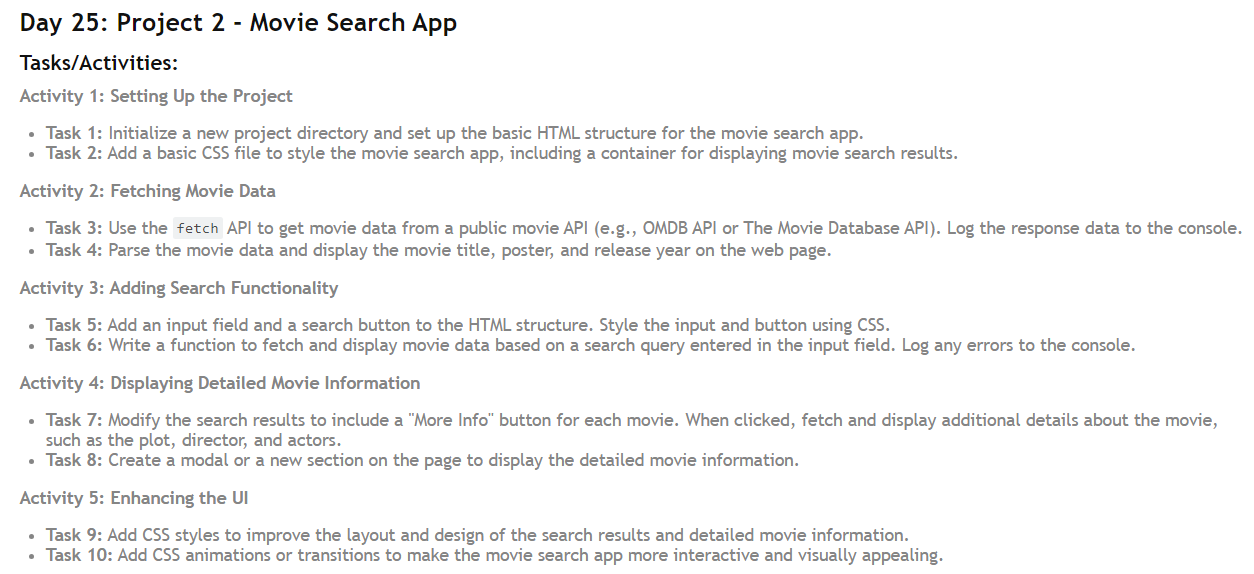 Day 25: Project 2 - Movie Search App
Tasks/Activities:
Activity 1: Setting Up the Project
• Task 1: Initialize a new project directory and set up the basic HTML structure for the movie search app.
• Task 2: Add a basic CSS file to style the movie search app, including a container for displaying movie search results.
Activity 2: Fetching Movie Data
• Task 3: Use the fetch API to get movie data from a public movie API (e.g., OMDB API or The Movie Database API). Log the response data to the console.
• Task 4: Parse the movie data and display the movie title, poster, and release year on the web page.
Activity 3: Adding Search Functionality
• Task 5: Add an input field and a search button to the HTML structure. Style the input and button using CSS.
• Task 6: Write a function to fetch and display movie data based on a search query entered in the input field. Log any errors to the console.
Activity 4: Displaying Detailed Movie Information
• Task 7: Modify the search results to include a "More Info" button for each movie. When clicked, fetch and display additional details about the movie,
such as the plot, director, and actors.
• Task 8: Create a modal or a new section on the page to display the detailed movie information.
Activity 5: Enhancing the UI
• Task 9: Add CSS styles to improve the layout and design of the search results and detailed movie information.
• Task 10: Add CSS animations or transitions to make the movie search app more interactive and visually appealing.